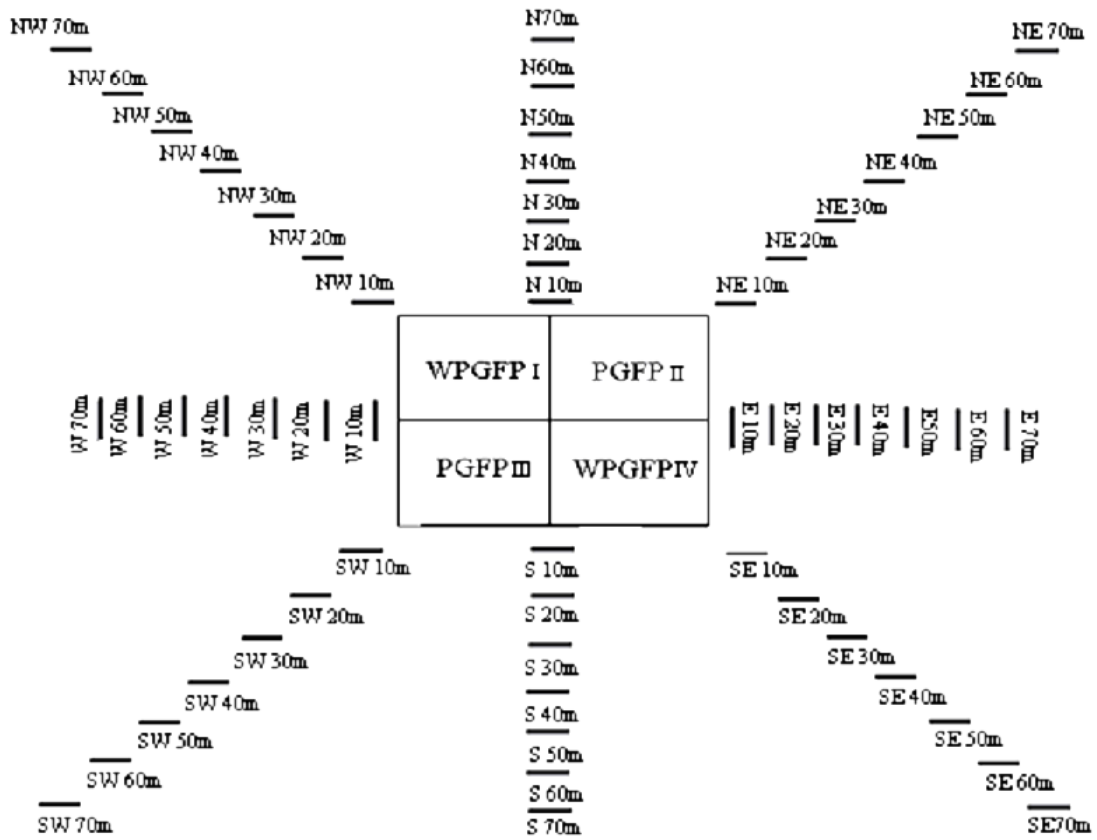 NW 70m
N70m
NE 70m
NW 60m
N60m
NE 60m
NW 50m
N50m
NE 50m
NW 40m
N40m
NE 40m
NW 30m
N 30m
NE 30m
NW 20m
N 20m
NE 20m
NW 10m
N 10m
NE 10m
WPGFP I
PGFP II
W 70m
W 60m
W 50m
W 40m
W 30m
W 20m
W 10m
E 10m
E 20m
E 30m
E 40m
E50m
E 60m
E 70m
PGFP III
WPGFP IV
SW 10m
S 10m
SE 10m
SW 20m
S 20m
SE 20m
SW 30m
S 30m
SE 30m
SW 40m
S 40m
SE 40m
SW 50m
S 50m
SE 50m
SW 60m
S 60m
SE 60m
SW 70m
S 70m
SE70m